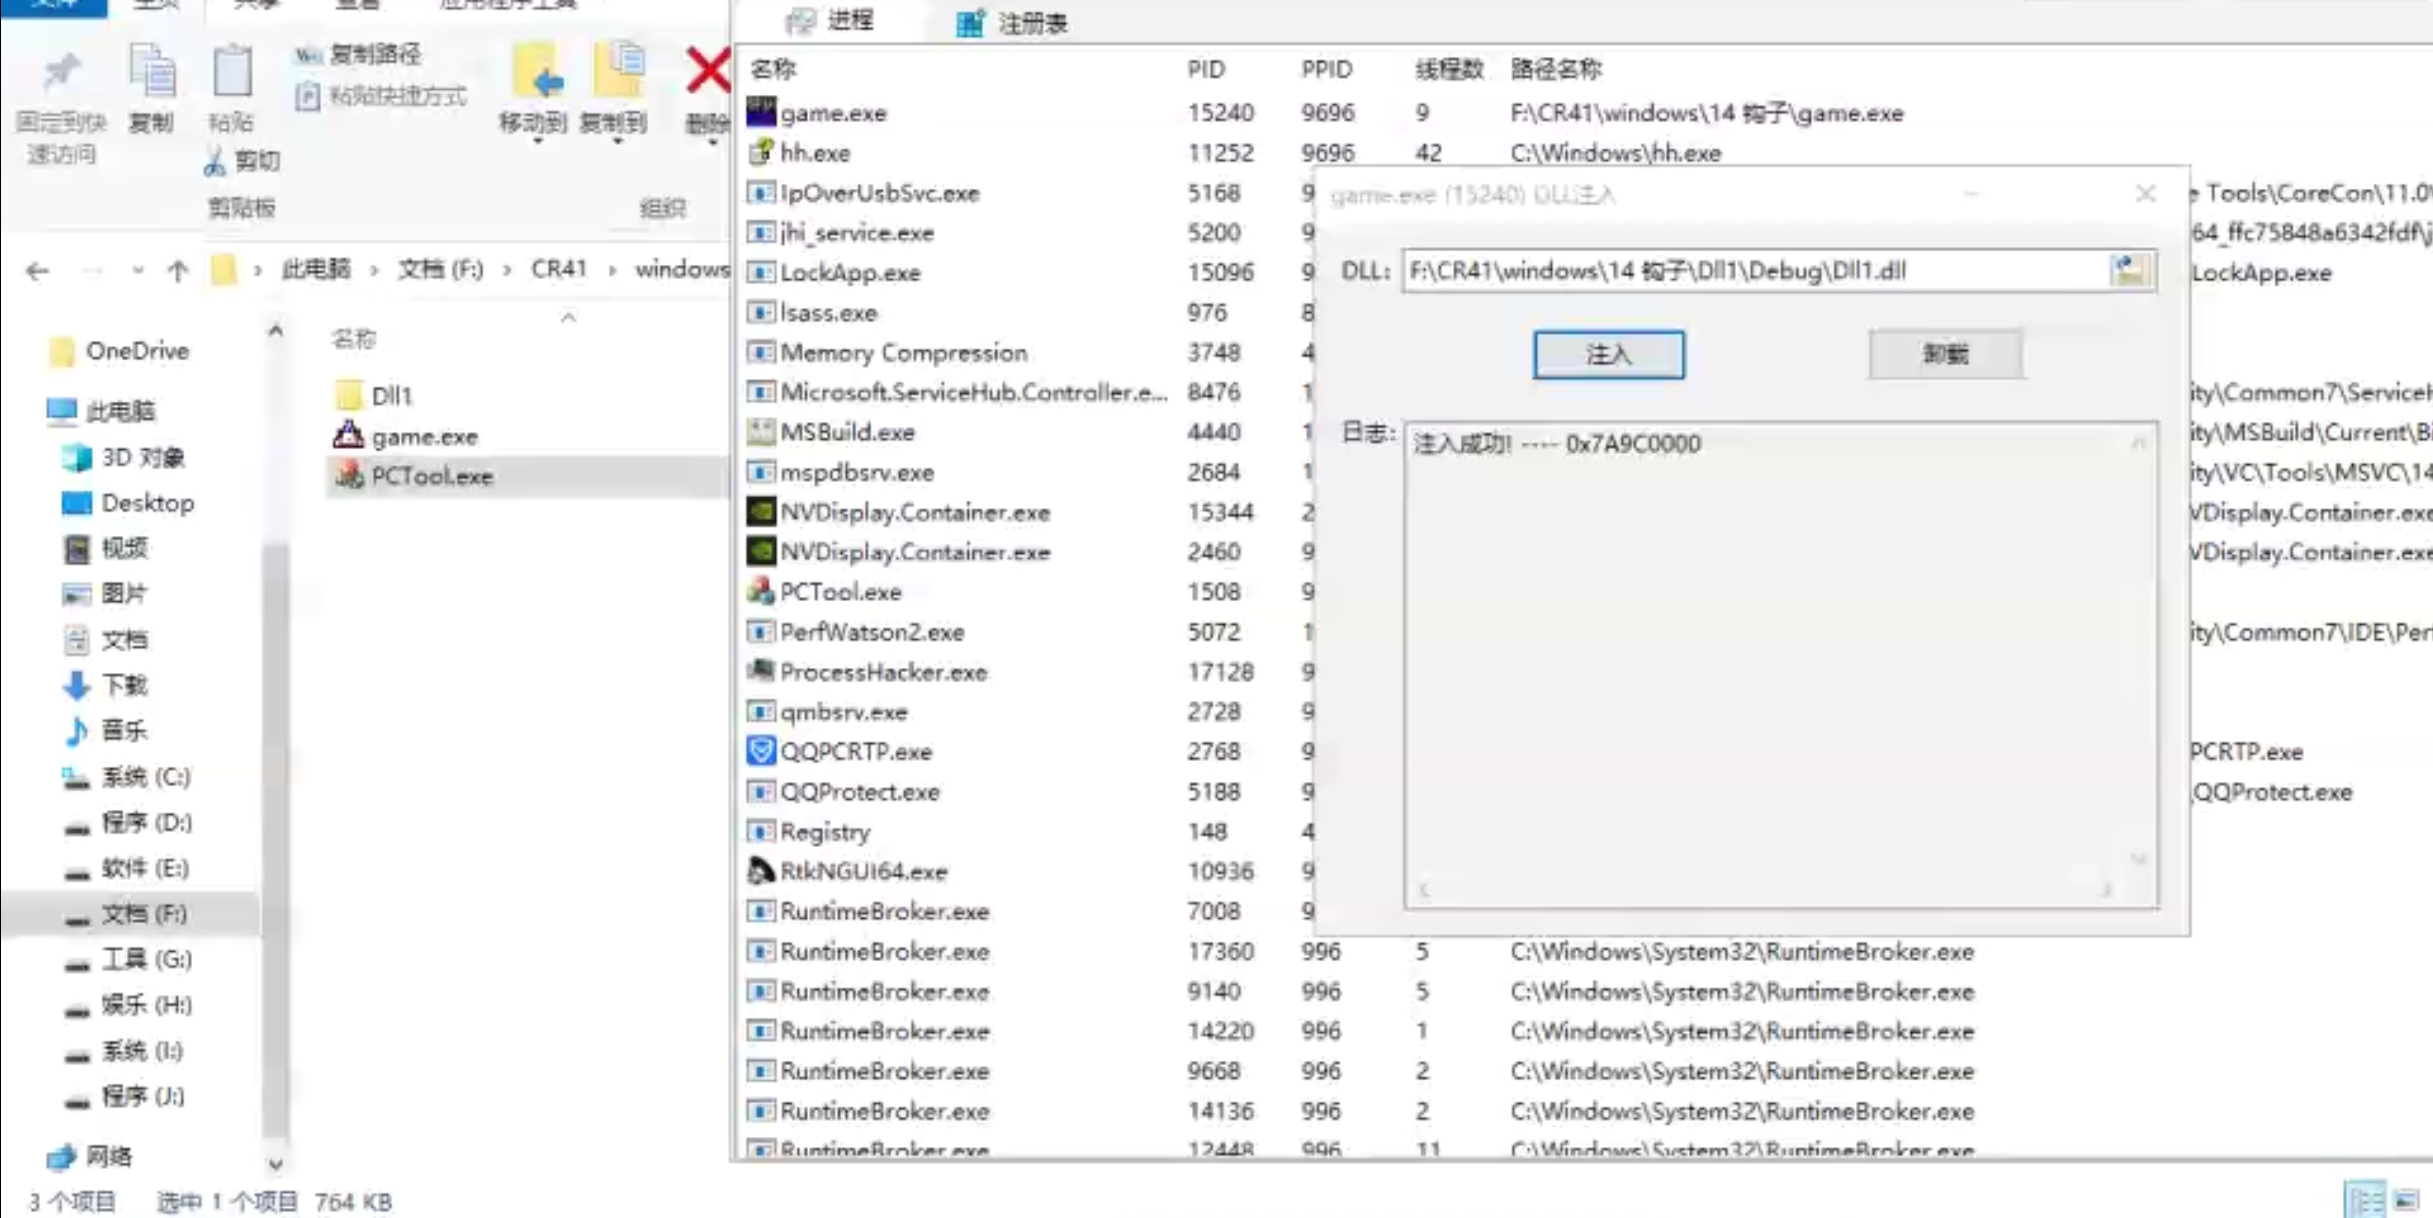 复制路径
粘贴快捷方式
固定到快速访问
复制
粘贴
剪切
移动到
复制到
删除
剪贴板
组织
此电脑 › 文档 (F:) › CR41 › windows
OneDrive
此电脑
3D 对象
Desktop
视频
图片
文档
下载
音乐
系统 (C:)
程序 (D:)
软件 (E:)
文档 (F:)
工具 (G:)
娱乐 (H:)
系统 (I:)
程序 (J:)
网络
名称
Dll1
game.exe
PCTool.exe
3 个项目 选中 1 个项目 764 KB
进程 注册表
名称 PID PPID 线程数 路径名称
game.exe 15240 9696 9 F:\CR41\windows\14 钩子\game.exe
hh.exe 11252 9696 42 C:\Windows\hh.exe
IpOverUsbSvc.exe 5168 9 Tools\CoreCon\11.0\
jhi_service.exe 5200 9 64_ffc75848a6342fdf\j
LockApp.exe 15096 9 LockApp.exe
lsass.exe 976 8
Memory Compression 3748 4
Microsoft.ServiceHub.Controller.e... 8476 1 ity\Common7\ServiceH
MSBuild.exe 4440 1 ity\MSBuild\Current\Bi
mspdbsrv.exe 2684 1 ity\VC\Tools\MSVC\14
NVDisplay.Container.exe 15344 2 VDisplay.Container.exe
NVDisplay.Container.exe 2460 9 VDisplay.Container.exe
PCTool.exe 1508 9
PerfWatson2.exe 5072 1 ity\Common7\IDE\Per
ProcessHacker.exe 17128 9
qmbsrv.exe 2728 9
QQPCRTP.exe 2768 9 PCRTP.exe
QQProtect.exe 5188 9 \QQProtect.exe
Registry 148 4
RtkNGUI64.exe 10936 9
RuntimeBroker.exe 7008 9
RuntimeBroker.exe 17360 996 5 C:\Windows\System32\RuntimeBroker.exe
RuntimeBroker.exe 9140 996 5 C:\Windows\System32\RuntimeBroker.exe
RuntimeBroker.exe 14220 996 1 C:\Windows\System32\RuntimeBroker.exe
RuntimeBroker.exe 9668 996 2 C:\Windows\System32\RuntimeBroker.exe
RuntimeBroker.exe 14136 996 2 C:\Windows\System32\RuntimeBroker.exe
RuntimeBroker.exe 12448 996 11 C:\Windows\System32\RuntimeBroker.exe
game.exe (15240) DLL注入
DLL: F:\CR41\windows\14 钩子\Dll1\Debug\Dll1.dll
注入 卸载
日志: 注入成功! ---- 0x7A9C0000